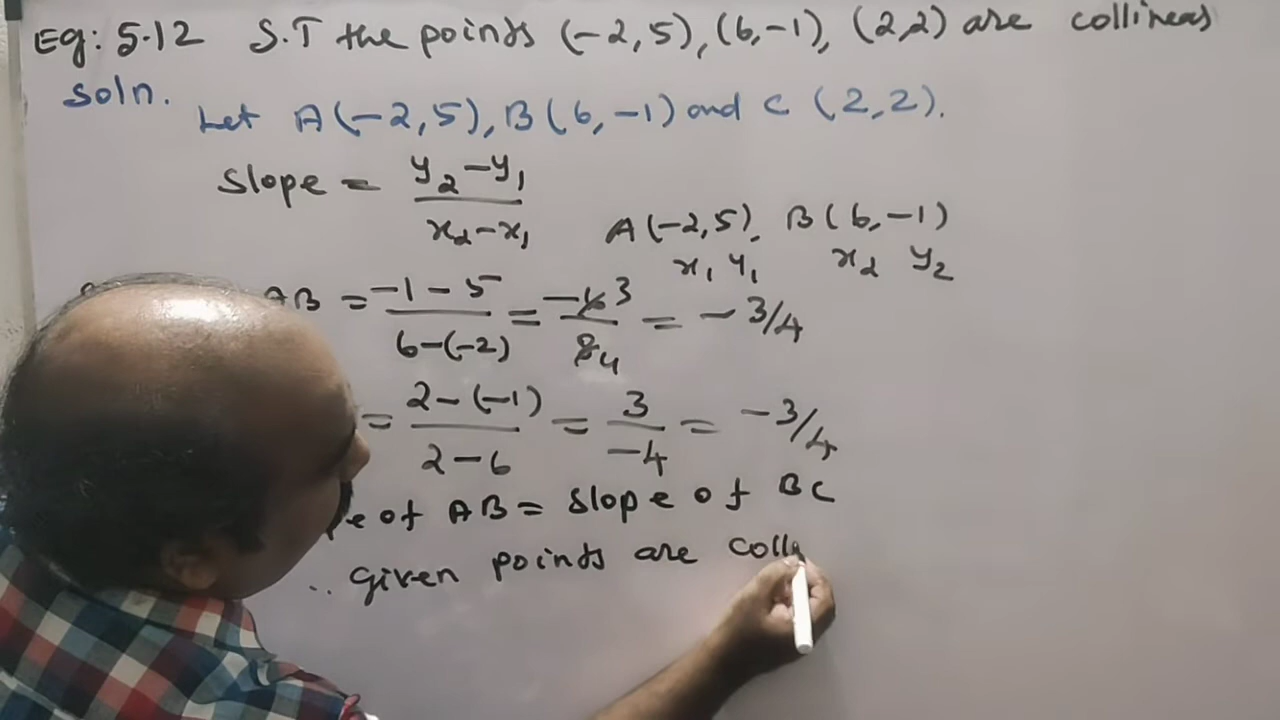 Eg: 5.12 S.T the points (-2,5), (6,-1), (2,2) are collinear
Soln.
Let A(-2,5), B(6,-1) and C (2,2).
Slope = y₂-y₁/x₂-x₁
A(-2,5), B(6,-1)
x₁ y₁ x₂ y₂
AB = -1-5/6-(-2) = -6 3/8 4 = -3/4
= 2-(-1)/2-6 = 3/-4 = -3/4
of AB = Slope of BC
∴ given points are coll